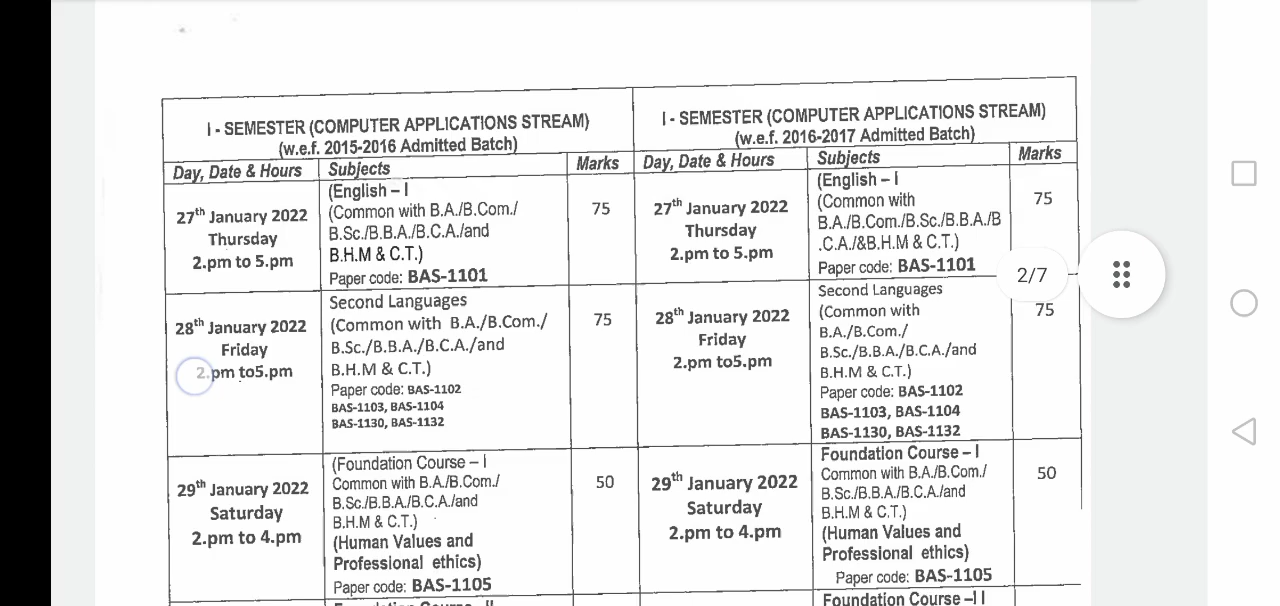 I - SEMESTER (COMPUTER APPLICATIONS STREAM)
(w.e.f. 2015-2016 Admitted Batch)
I - SEMESTER (COMPUTER APPLICATIONS STREAM)
(w.e.f. 2016-2017 Admitted Batch)
Day, Date & Hours
Subjects
Marks
Day, Date & Hours
Subjects
Marks
27th January 2022
Thursday
2.pm to 5.pm
(English – I
(Common with B.A./B.Com./
B.Sc./B.B.A./B.C.A./and
B.H.M & C.T.)
Paper code: BAS-1101
75
27th January 2022
Thursday
2.pm to 5.pm
(English – I
(Common with
B.A./B.Com./B.Sc./B.B.A./B
.C.A./&B.H.M & C.T.)
Paper code: BAS-1101
75
2/7
28th January 2022
Friday
2.pm to5.pm
Second Languages
(Common with B.A./B.Com./
B.Sc./B.B.A./B.C.A./and
B.H.M & C.T.)
Paper code: BAS-1102
BAS-1103, BAS-1104
BAS-1130, BAS-1132
75
28th January 2022
Friday
2.pm to5.pm
Second Languages
(Common with
B.A./B.Com./
B.Sc./B.B.A./B.C.A./and
B.H.M & C.T.)
Paper code: BAS-1102
BAS-1103, BAS-1104
BAS-1130, BAS-1132
75
29th January 2022
Saturday
2.pm to 4.pm
(Foundation Course – I
Common with B.A./B.Com./
B.Sc./B.B.A./B.C.A./and
B.H.M & C.T.)
(Human Values and
Professional ethics)
Paper code: BAS-1105
50
29th January 2022
Saturday
2.pm to 4.pm
Foundation Course – I
Common with B.A./B.Com./
B.Sc./B.B.A./B.C.A./and
B.H.M & C.T.)
(Human Values and
Professional ethics)
Paper code: BAS-1105
50
Foundation Course –I I